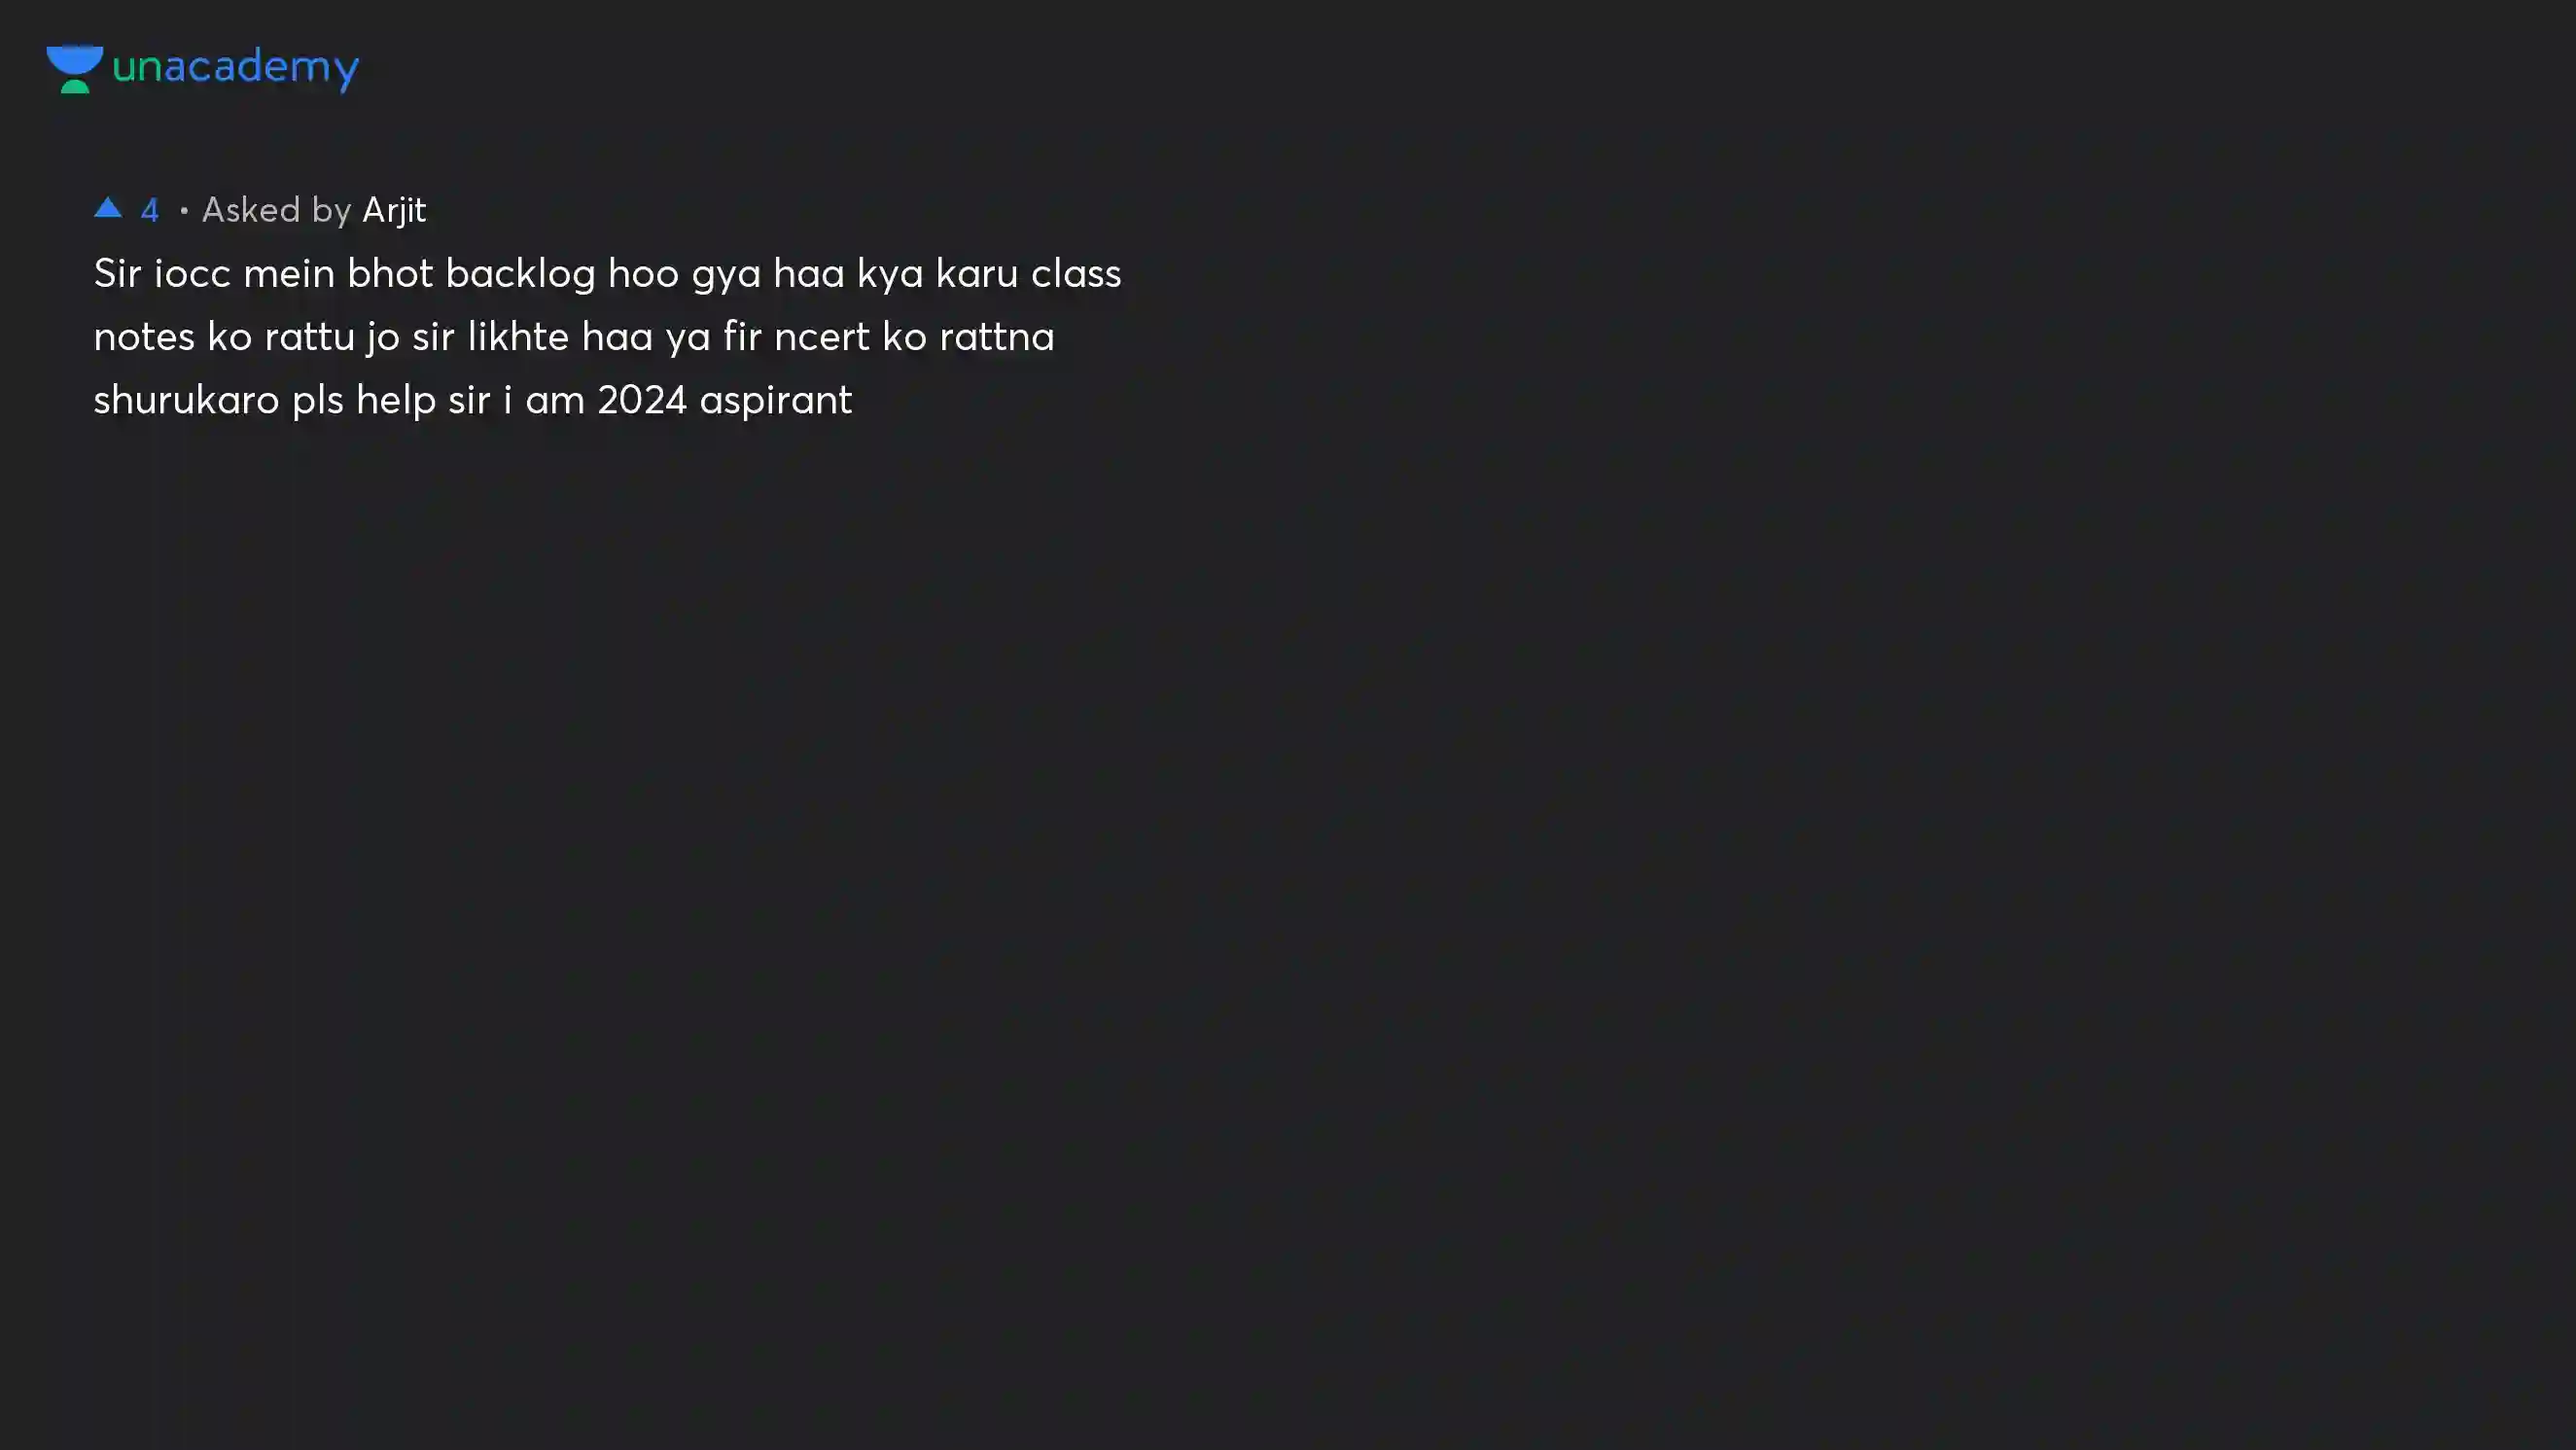 unacademy
▲ 4 • Asked by Arjit
Sir iocc mein bhot backlog hoo gya haa kya karu class
notes ko rattu jo sir likhte haa ya fir ncert ko rattna
shurukaro pls help sir i am 2024 aspirant